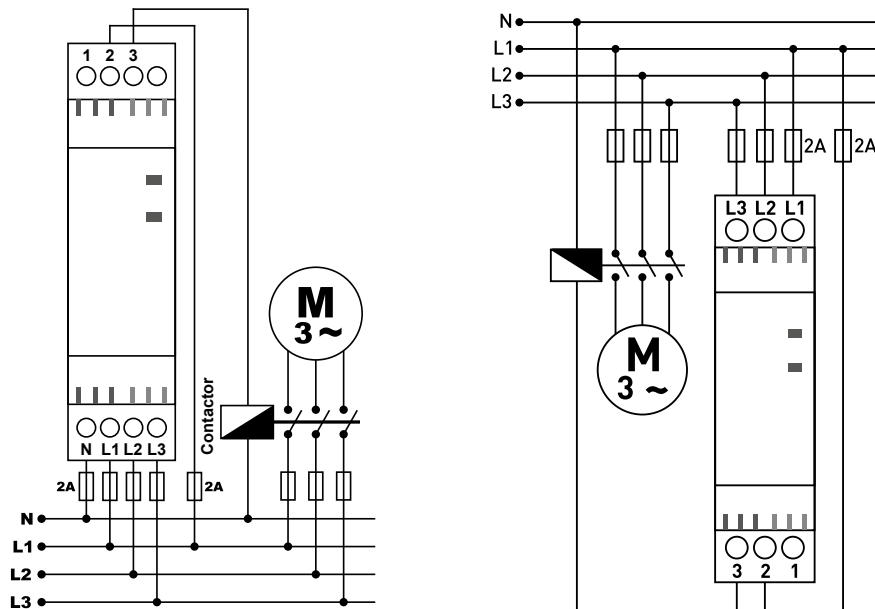 1 2 3
M
3 ~
Contactor
N L1 L2 L3
2A
2A
N
L1
L2
L3
N
L1
L2
L3
2A
2A
L3 L2 L1
M
3 ~
3 2 1